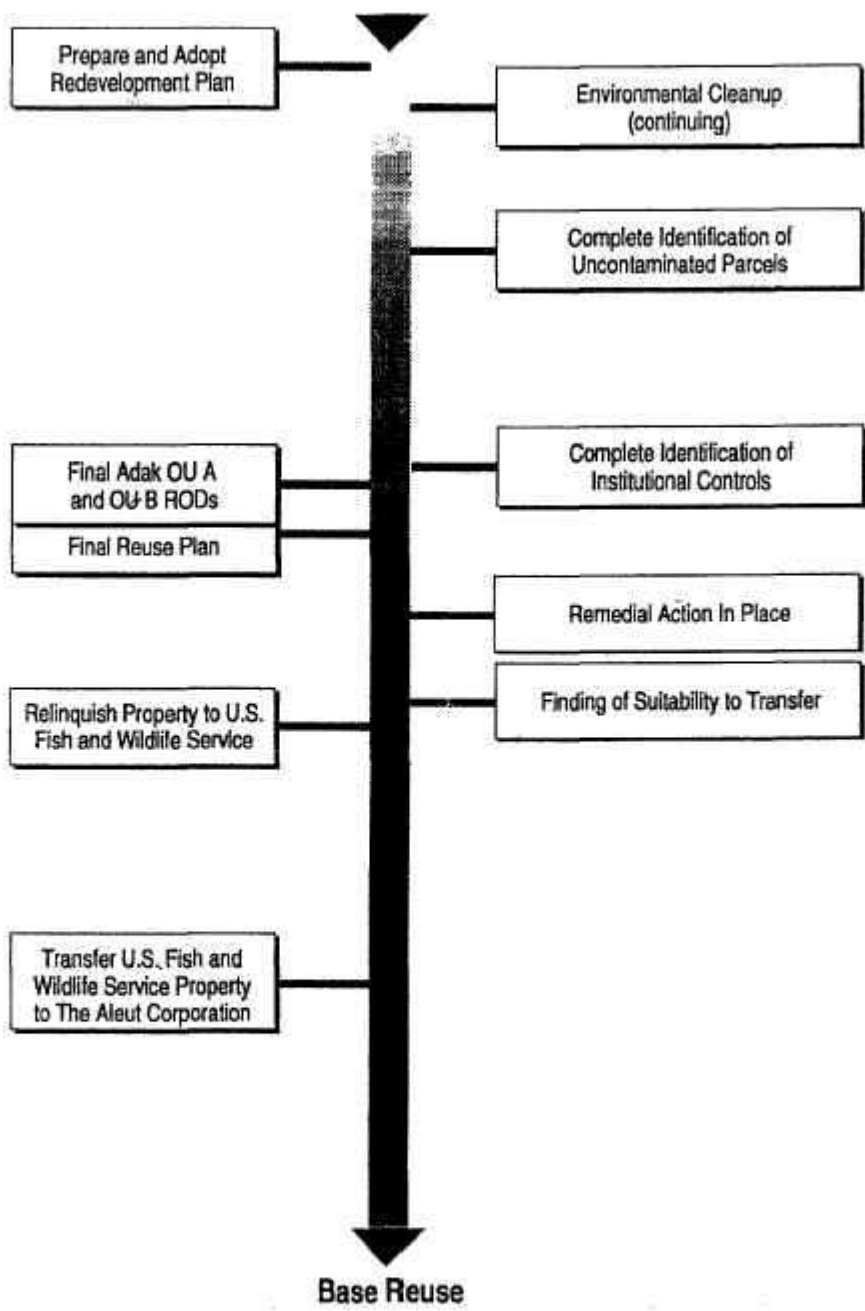 Prepare and Adopt
Redevelopment Plan
Environmental Cleanup
(continuing)
Complete Identification of
Uncontaminated Parcels
Final Adak OU A
and OU B RODs
Final Reuse Plan
Complete Identification of
Institutional Controls
Remedial Action In Place
Relinquish Property to U.S.
Fish and Wildlife Service
Finding of Suitability to Transfer
Transfer U.S. Fish and
Wildlife Service Property
to The Aleut Corporation
Base Reuse